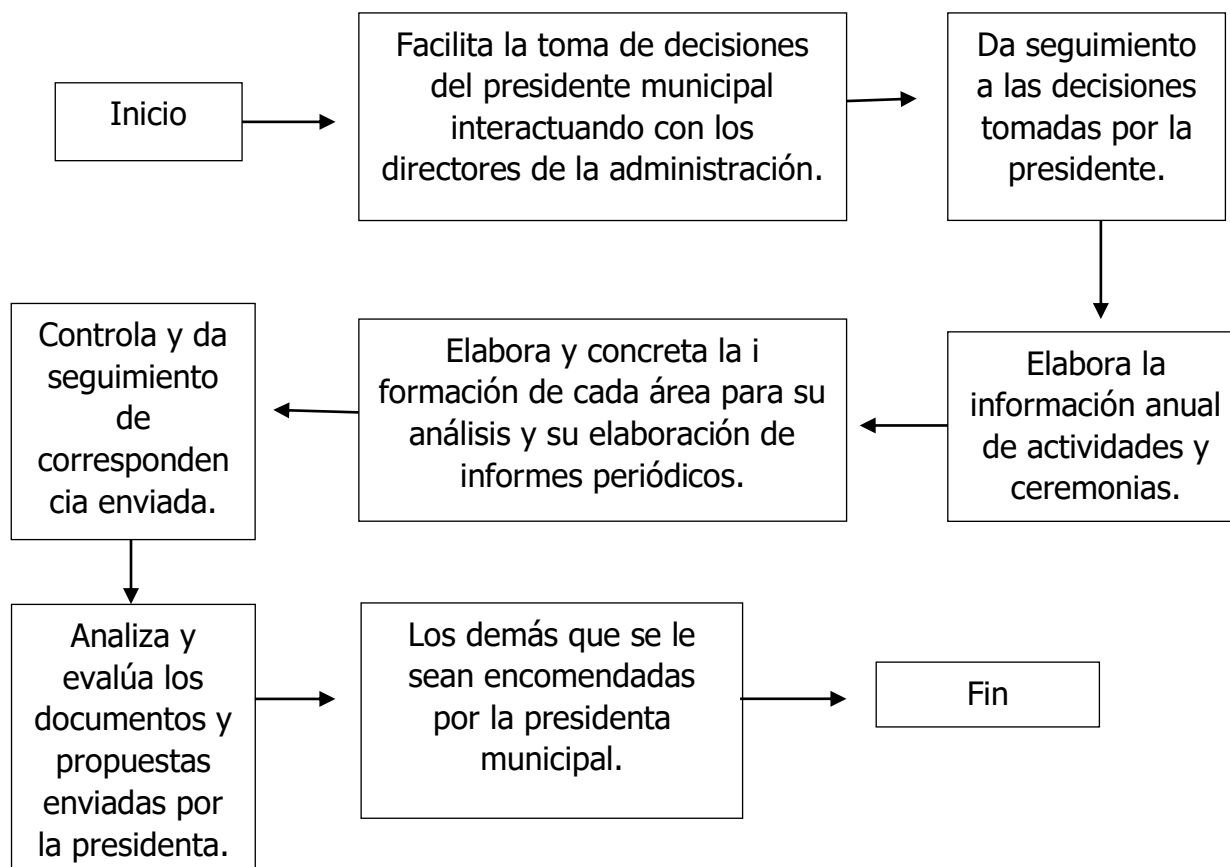 Inicio
Facilita la toma de decisiones
del presidente municipal
interactuando con los
directores de la administración.
Da seguimiento
a las decisiones
tomadas por la
presidente.
Elabora la
información anual
de actividades y
ceremonias.
Elabora y concreta la i
formación de cada área para su
análisis y su elaboración de
informes periódicos.
Controla y da
seguimiento
de
corresponden
cia enviada.
Analiza y
evalúa los
documentos y
propuestas
enviadas por
la presidenta.
Los demás que se le
sean encomendadas
por la presidenta
municipal.
Fin